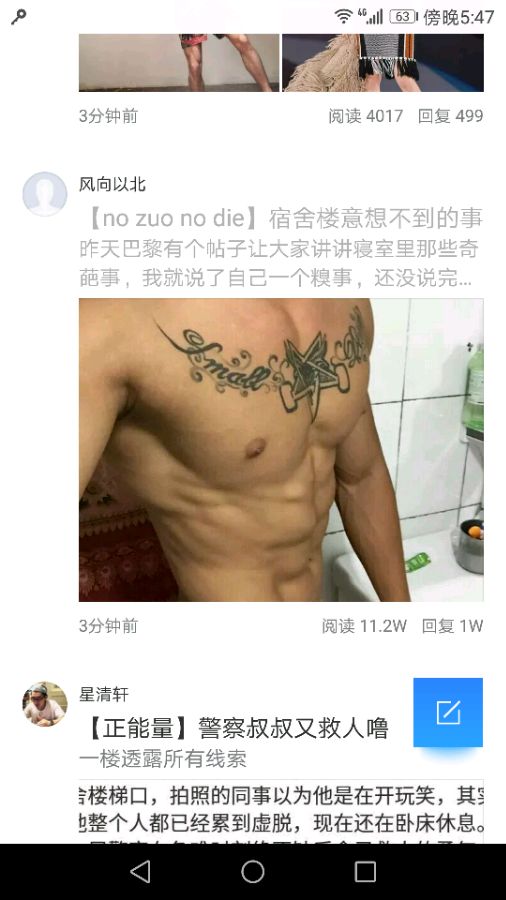 4G 63 傍晚5:47
3分钟前 阅读 4017 回复 499
风向以北
【no zuo no die】宿舍楼意想不到的事
昨天巴黎有个帖子让大家讲讲寝室里那些奇
葩事，我就说了自己一个糗事，还没说完...
Small
3分钟前 阅读 11.2W 回复 1W
星清轩
【正能量】警察叔叔又救人噜
一楼透露所有线索
舍楼梯口，拍照的同事以为他是在开玩笑，其实
他整个人都已经累到虚脱，现在还在卧床休息。